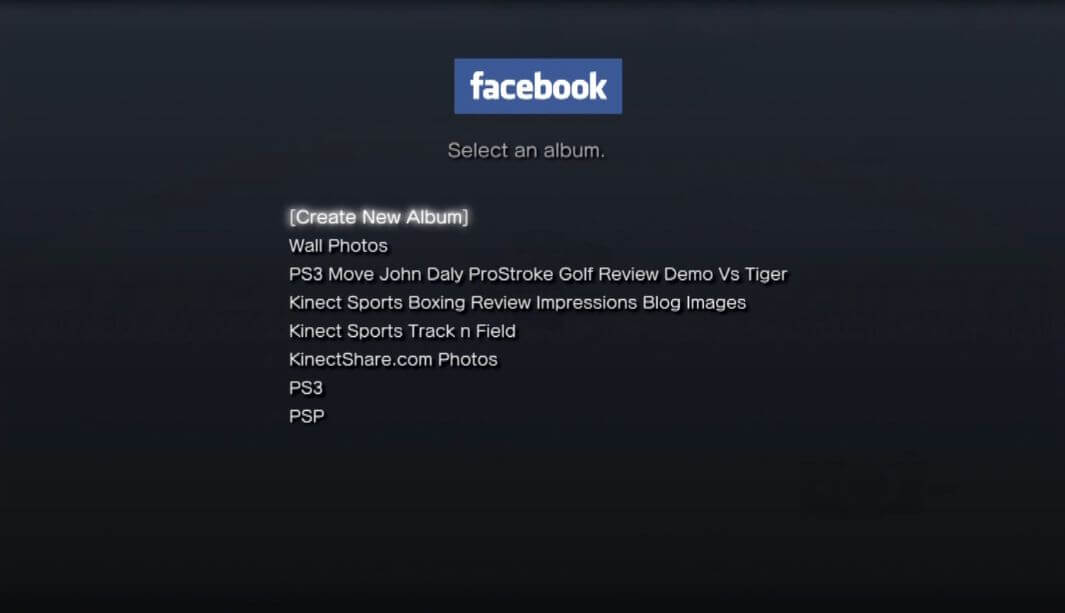 facebook
Select an album.
[Create New Album]
Wall Photos
PS3 Move John Daly ProStroke Golf Review Demo Vs Tiger
Kinect Sports Boxing Review Impressions Blog Images
Kinect Sports Track n Field
KinectShare.com Photos
PS3
PSP